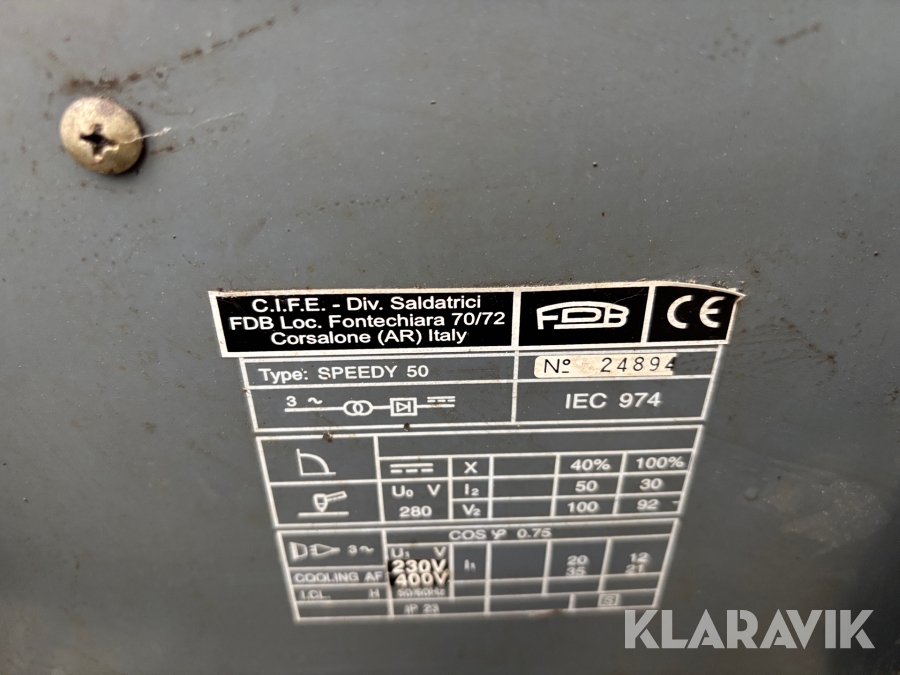 C.I.F.E. - Div. Saldatrici
FDB Loc. Fontechiara 70/72
Corsalone (AR) Italy
FDB
CE
Type: SPEEDY 50
Nº 24894
3 ~
IEC 974
X 40% 100%
U₀ V I₂ 50 30
280 V₂ 100 92
COS φ 0.75
3 ~ U₁ V I₁ 20 12
230V 35 21
COOLING AF 400V
I.CL. H 50/60Hz
IP 23 S
KLARAVIK